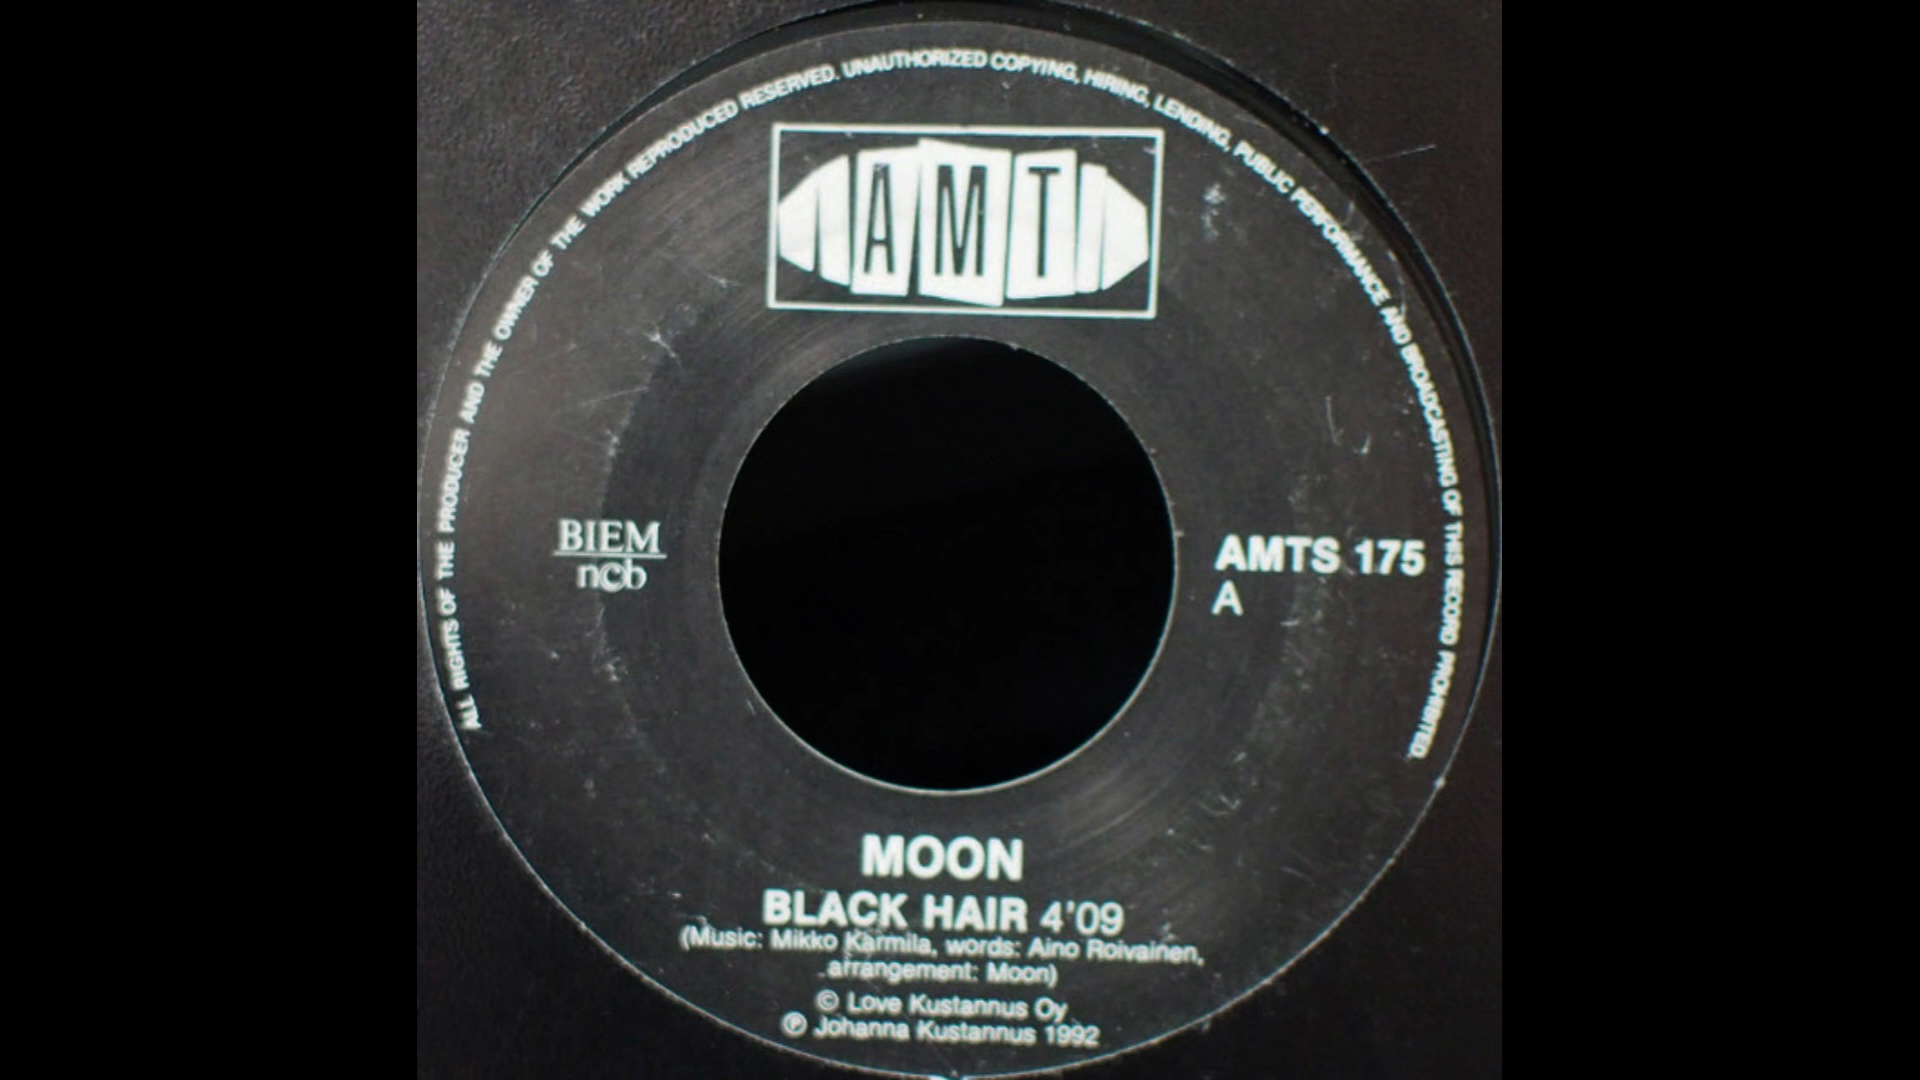 ALL RIGHTS OF THE PRODUCER AND THE OWNER OF THE WORK REPRODUCED RESERVED. UNAUTHORIZED COPYING, HIRING, LENDING, PUBLIC PERFORMANCE AND BROADCASTING OF THIS RECORD PROHIBITED.
AMT
BIEM
ncb
AMTS 175
A
MOON
BLACK HAIR 4'09
(Music: Mikko Karmila, words: Aino Roivainen,
arrangement: Moon)
© Love Kustannus Oy
℗ Johanna Kustannus 1992